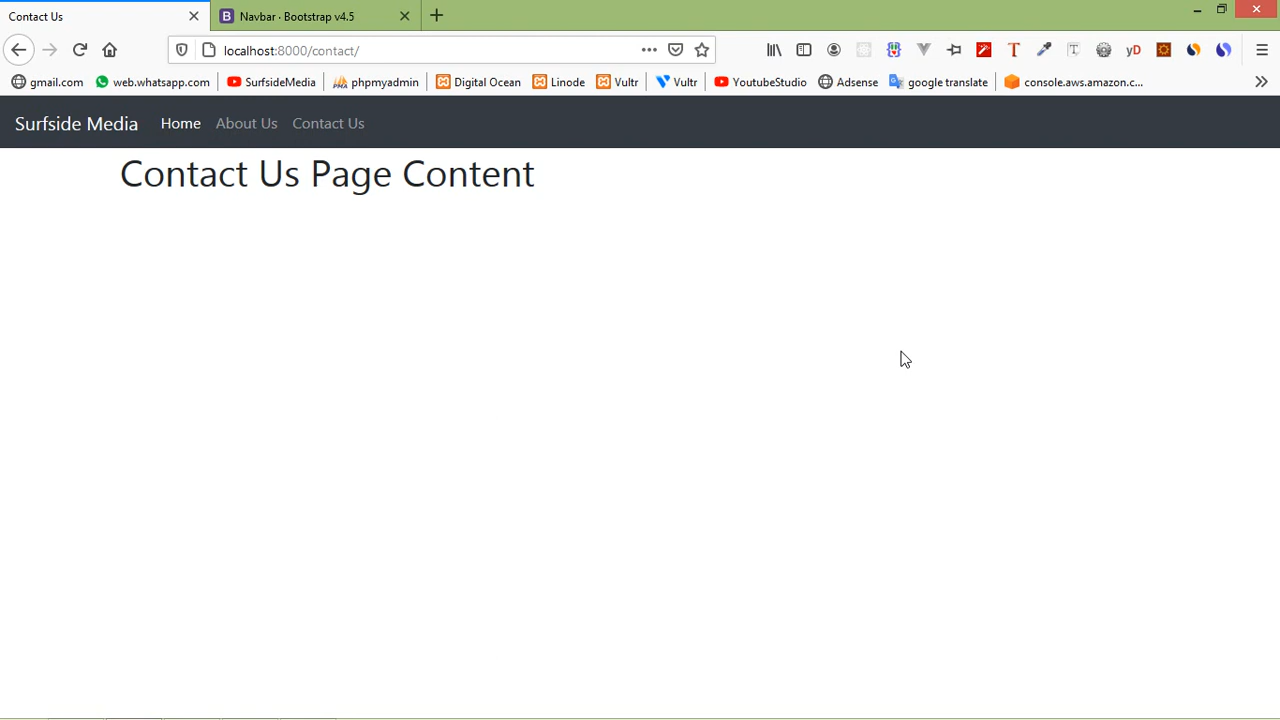 Contact Us
Navbar · Bootstrap v4.5
localhost:8000/contact/
gmail.com web.whatsapp.com SurfsideMedia phpmyadmin Digital Ocean Linode Vultr Vultr YoutubeStudio Adsense google translate console.aws.amazon.c...
Surfside Media Home About Us Contact Us
Contact Us Page Content